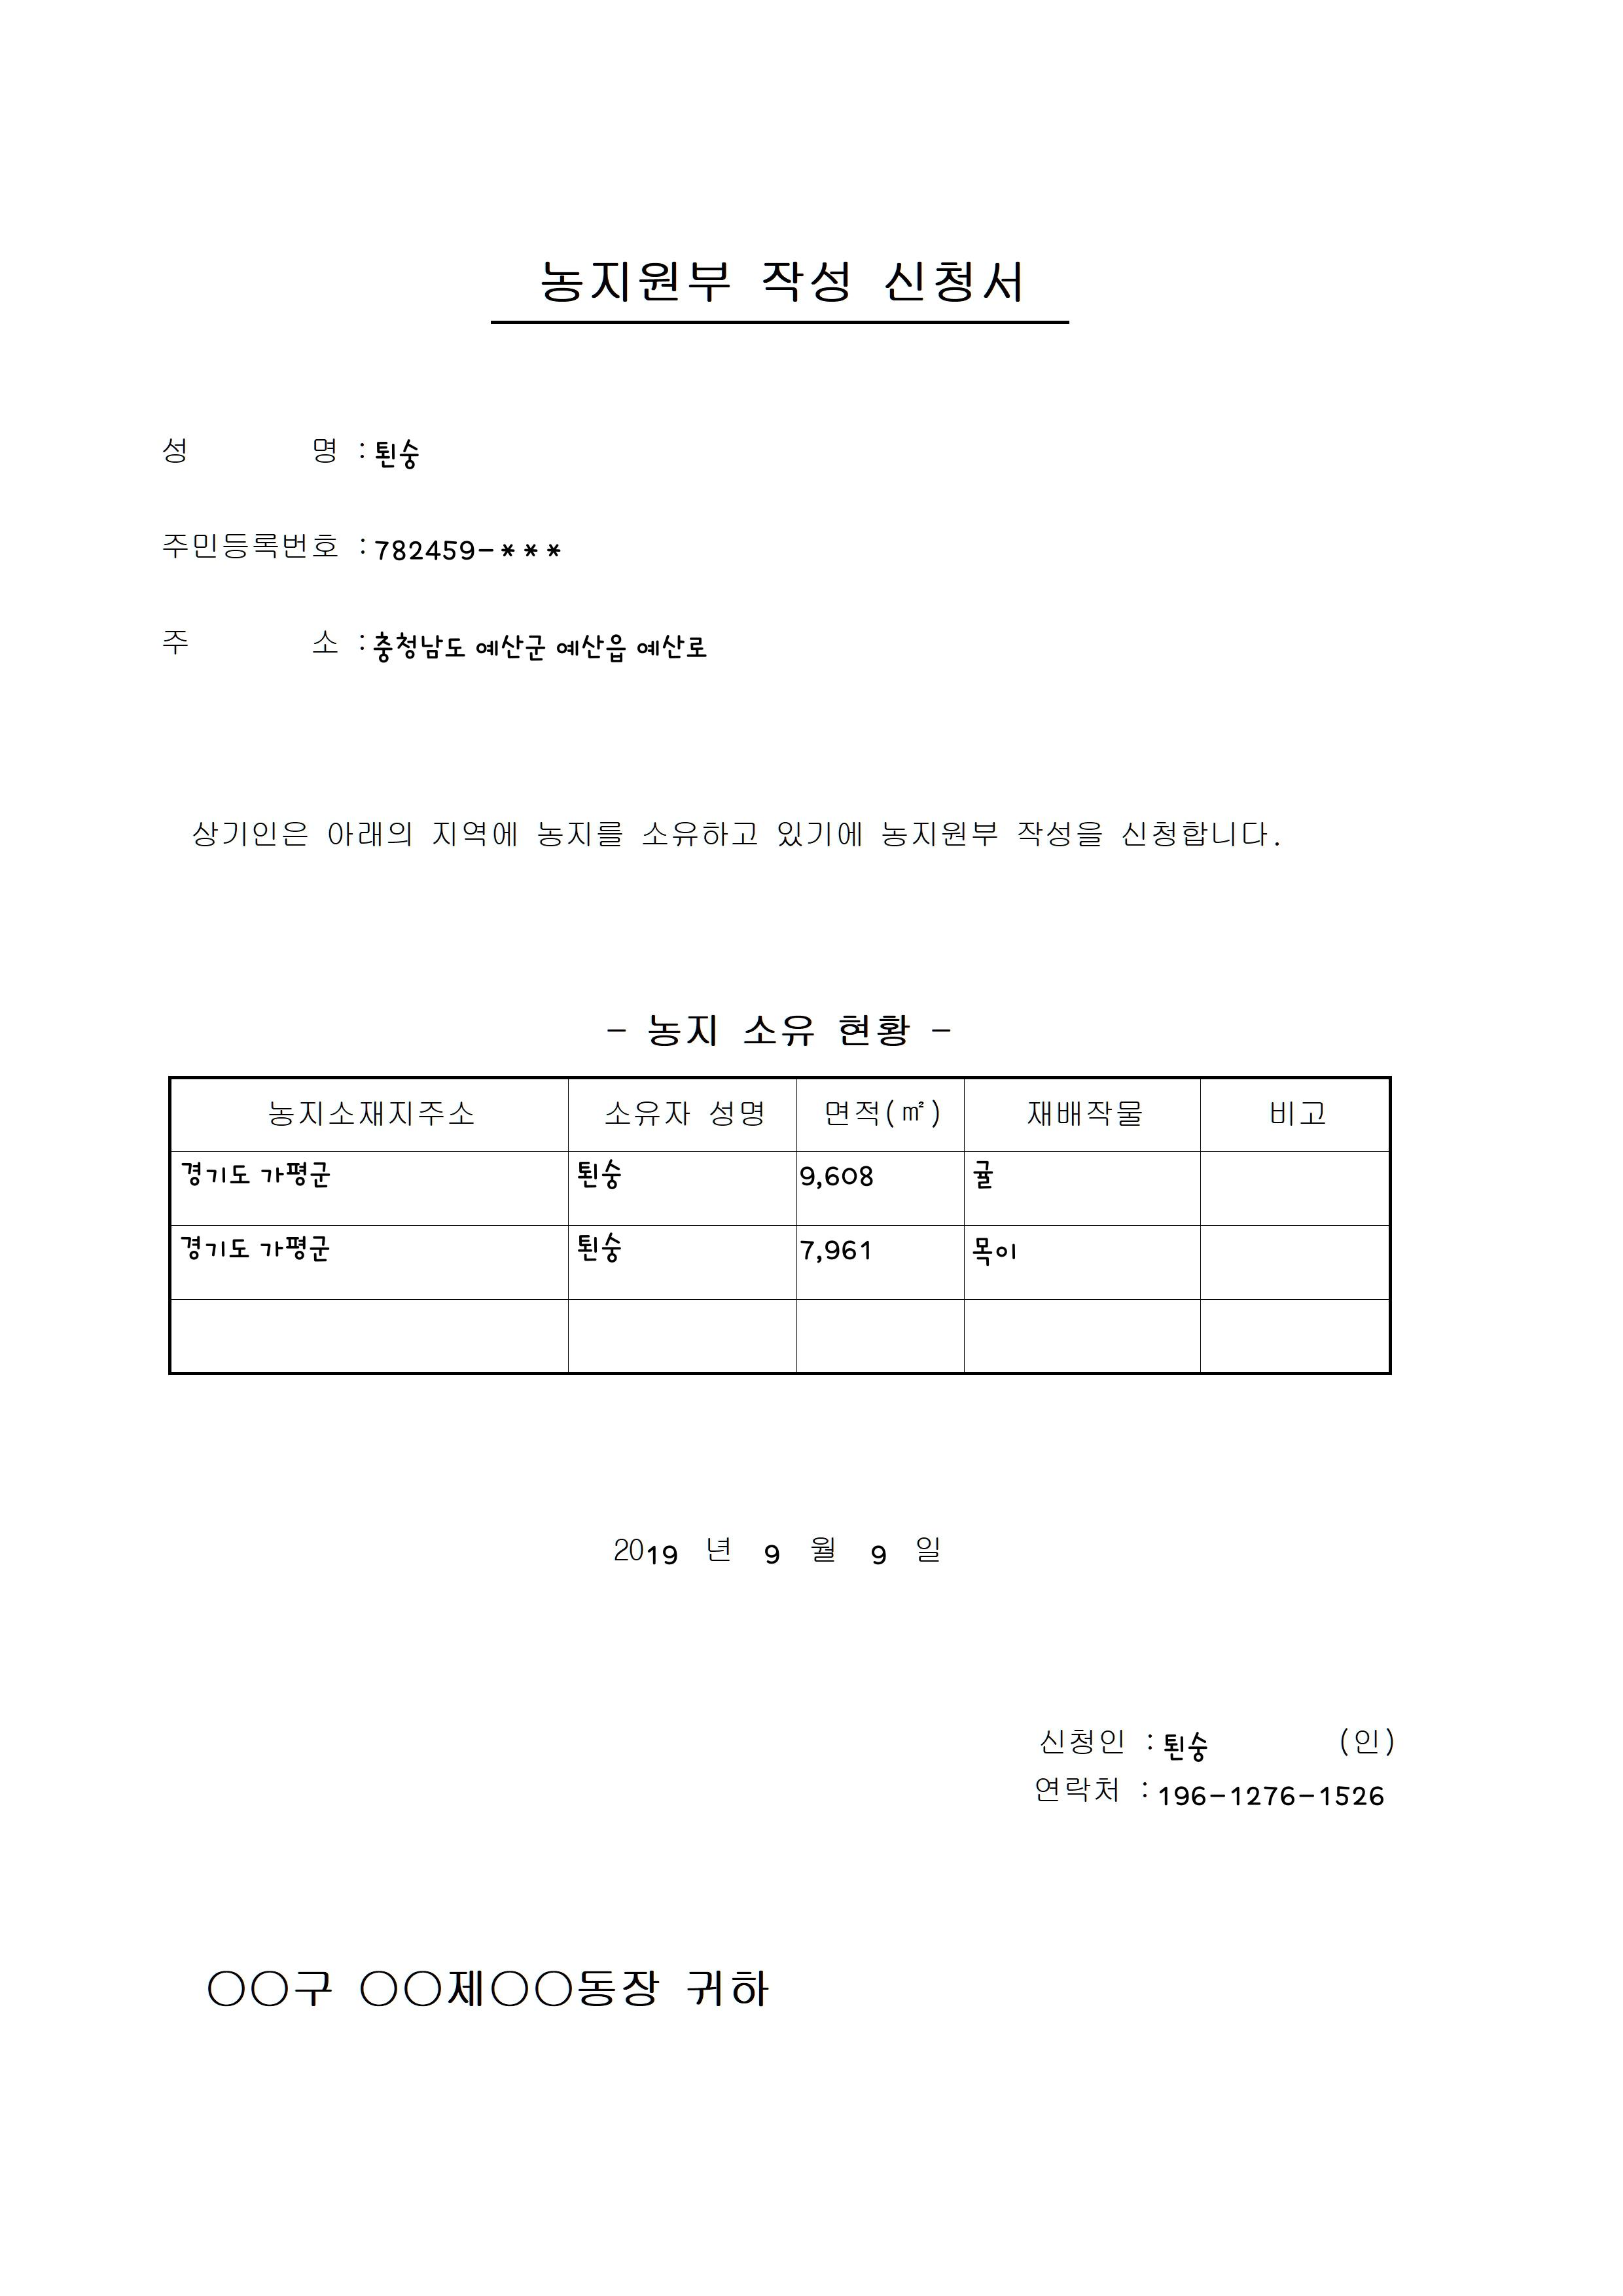 농지원부 작성 신청서
성 명 : 퇸숭
주민등록번호 : 782459-***
주 소 : 충청남도 예산군 예산읍 예산로
상기인은 아래의 지역에 농지를 소유하고 있기에 농지원부 작성을 신청합니다.
- 농지 소유 현황 -
농지소재지주소 소유자 성명 면적(㎡) 재배작물 비고
경기도 가평군 퇸숭 9,608 귤
경기도 가평군 퇸숭 7,961 목이
2019 년 9 월 9 일
신청인 : 퇸숭 (인)
연락처 : 196-1276-1526
○○구 ○○제○○동장 귀하